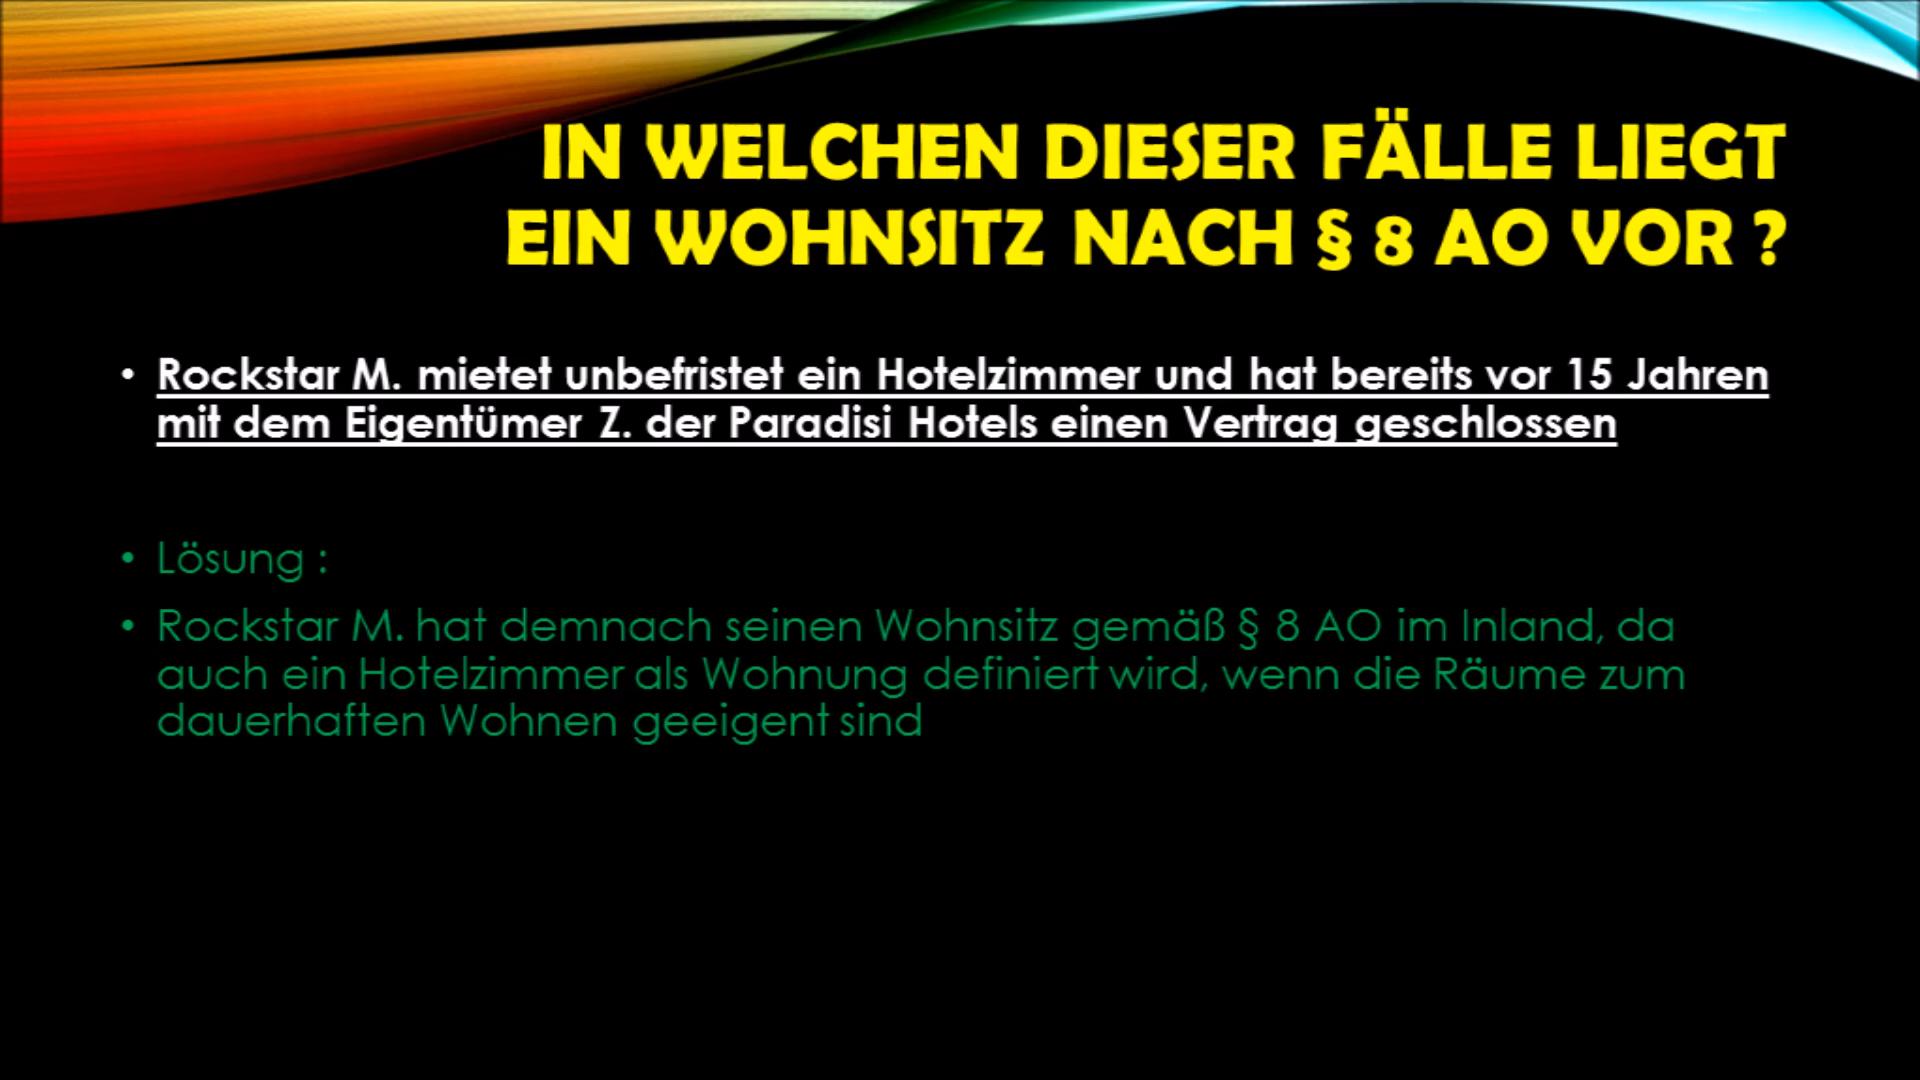 IN WELCHEN DIESER FÄLLE LIEGT
EIN WOHNSITZ NACH § 8 AO VOR ?
• Rockstar M. mietet unbefristet ein Hotelzimmer und hat bereits vor 15 Jahren
mit dem Eigentümer Z. der Paradisi Hotels einen Vertrag geschlossen
• Lösung :
• Rockstar M. hat demnach seinen Wohnsitz gemäß § 8 AO im Inland, da
auch ein Hotelzimmer als Wohnung definiert wird, wenn die Räume zum
dauerhaften Wohnen geeigent sind